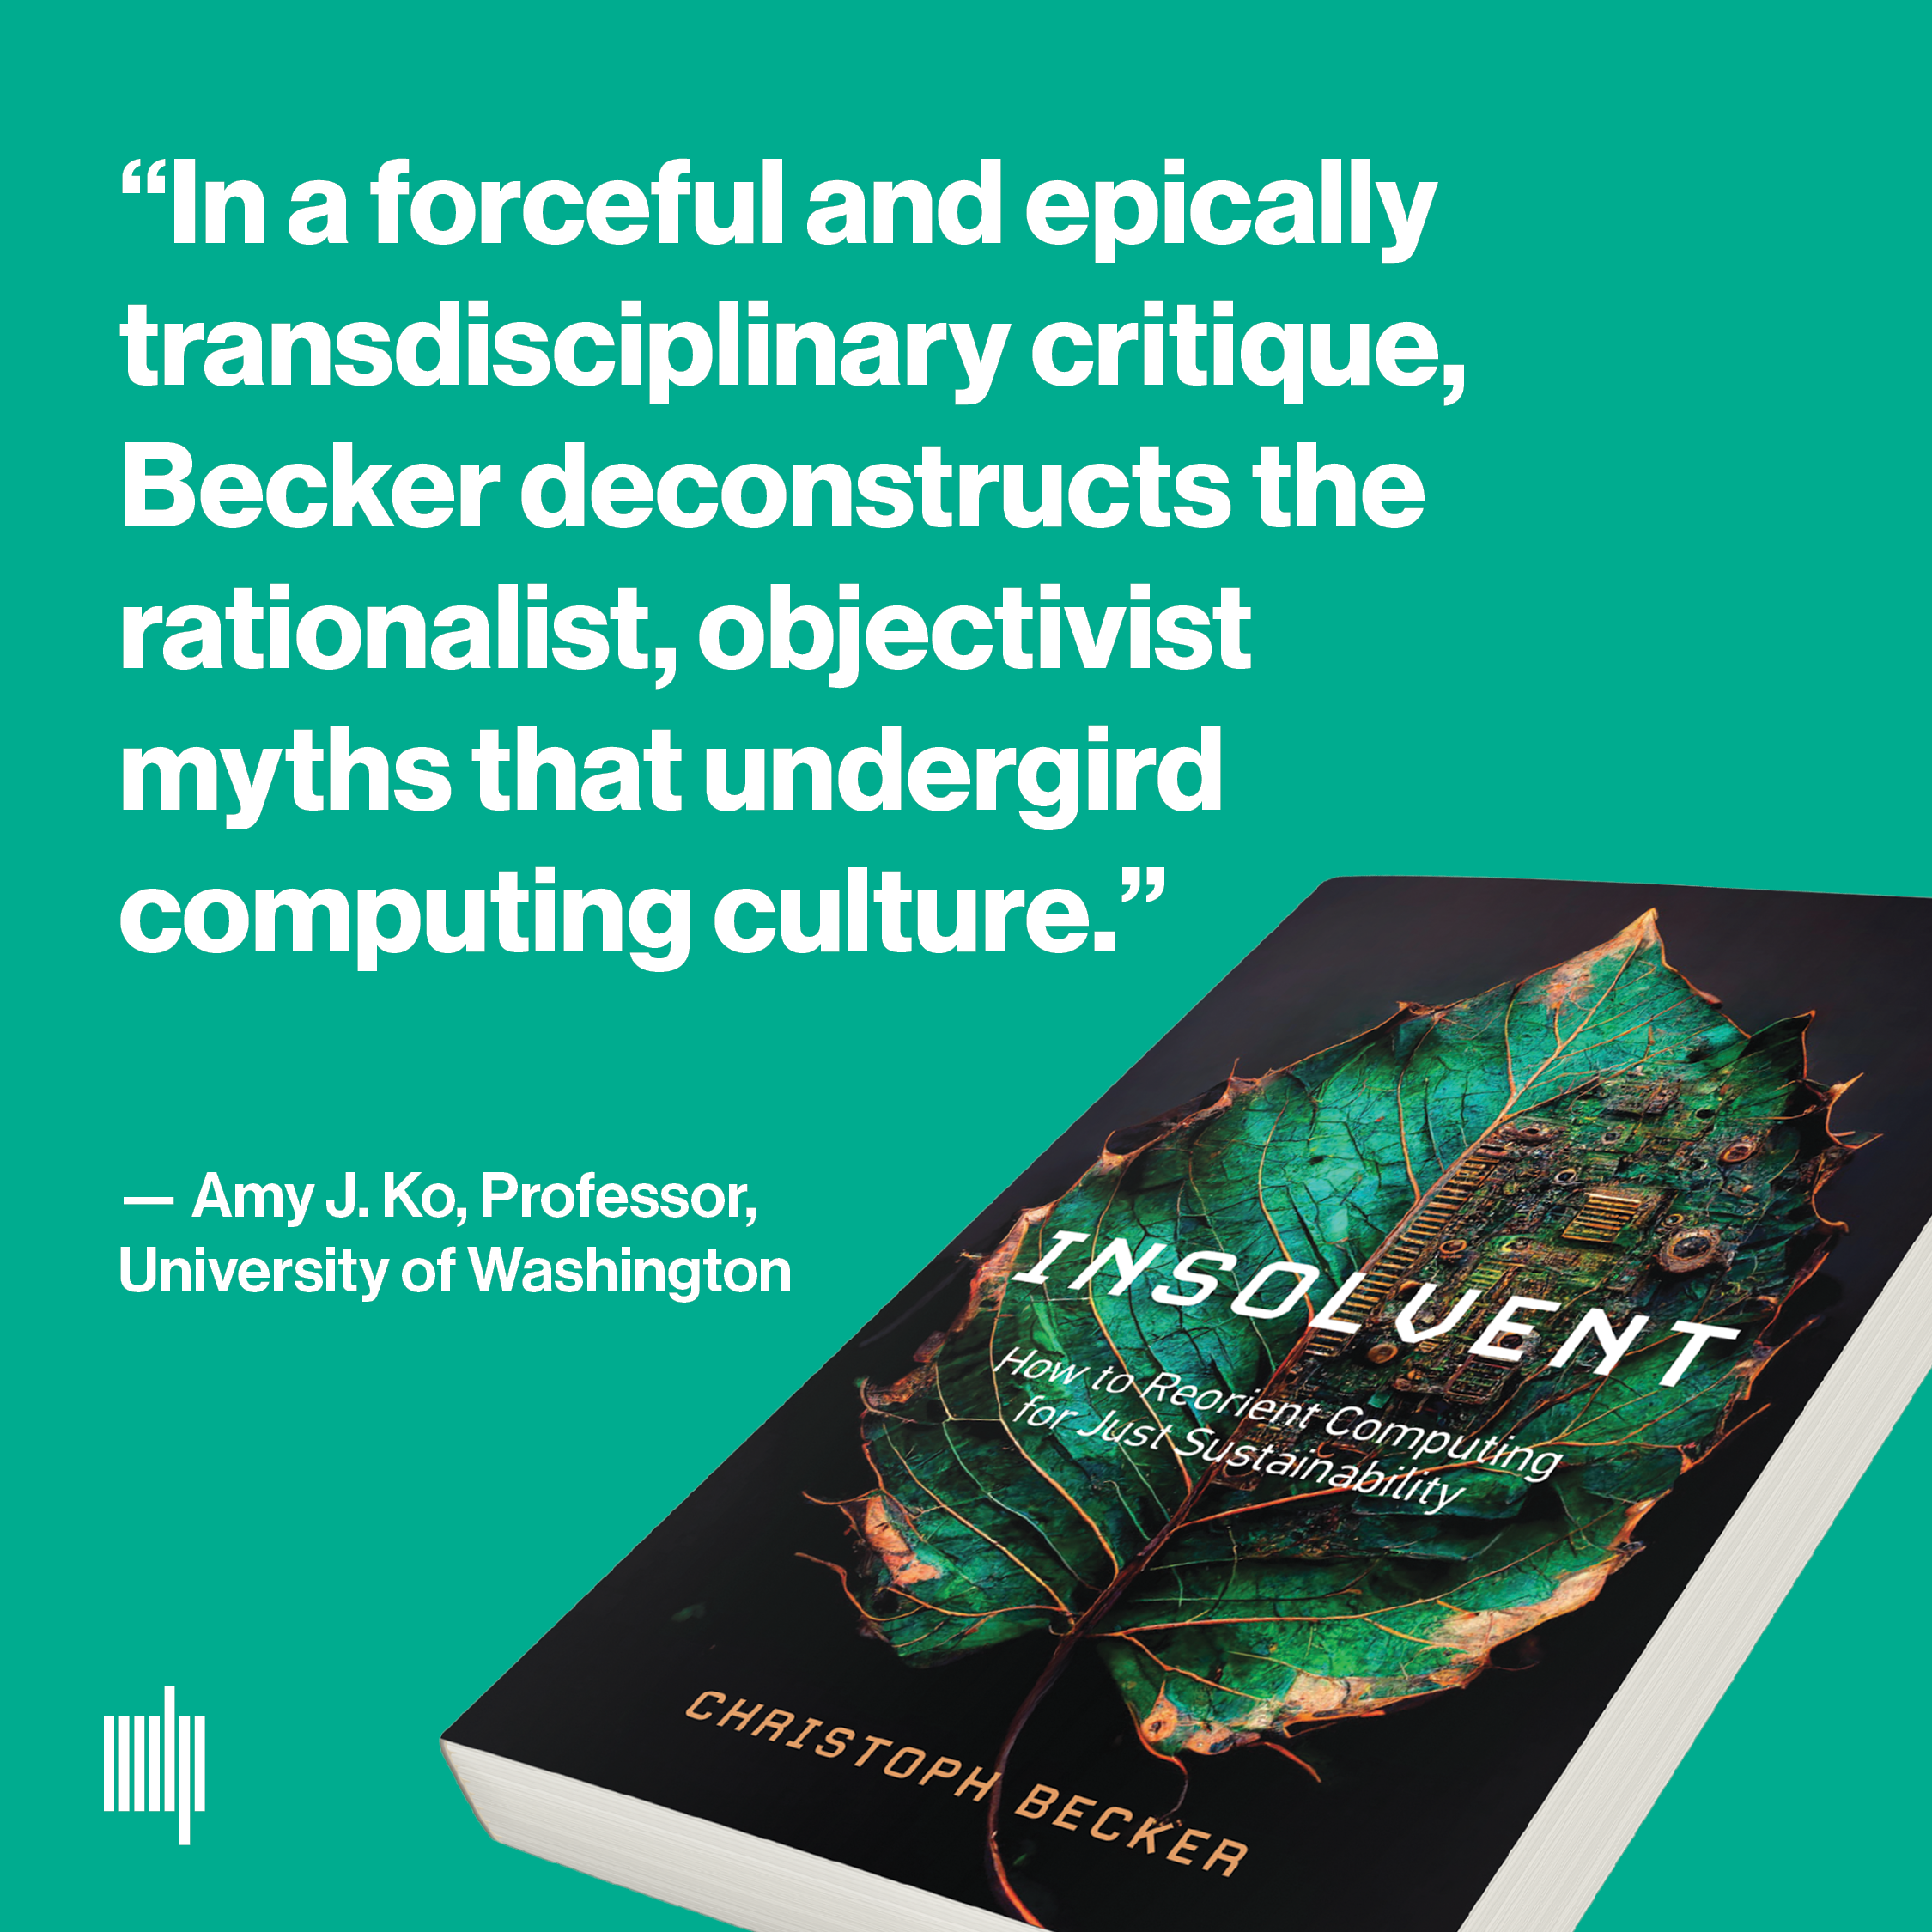 “In a forceful and epically
transdisciplinary critique,
Becker deconstructs the
rationalist, objectivist
myths that undergird
computing culture.”
— Amy J. Ko, Professor,
University of Washington
INSOLVENT
How to Reorient Computing
for Just Sustainability
CHRISTOPH BECKER